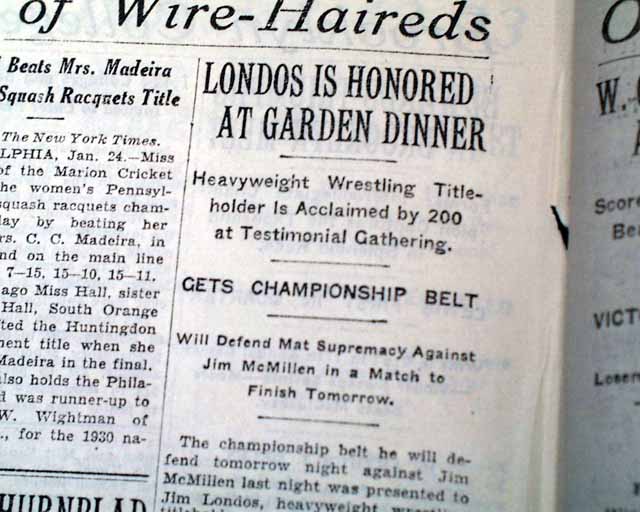 of Wire-Haireds
Beats Mrs. Madeira
Squash Racquets Title
The New York Times.
LPHIA, Jan. 24.—Miss
of the Marion Cricket
he women's Pennsyl-
squash racquets cham-
lay by beating her
rs. C. C. Madeira, in
nd on the main line
7—15, 15—10, 15—11.
ago Miss Hall, sister
Hall, South Orange
ted the Huntingdon
ment title when she
Madeira in the final.
lso holds the Phila-
d was runner-up to
W. Wightman of
., for the 1930 na-
HURNBLAD
LONDOS IS HONORED
AT GARDEN DINNER
Heavyweight Wrestling Title-
holder Is Acclaimed by 200
at Testimonial Gathering.
GETS CHAMPIONSHIP BELT
Will Defend Mat Supremacy Against
Jim McMillen in a Match to
Finish Tomorrow.
The championship belt he will de-
fend tomorrow night against Jim
McMillen last night was presented to
Jim Londos, heavyweight
W.
Score
Be
VICT